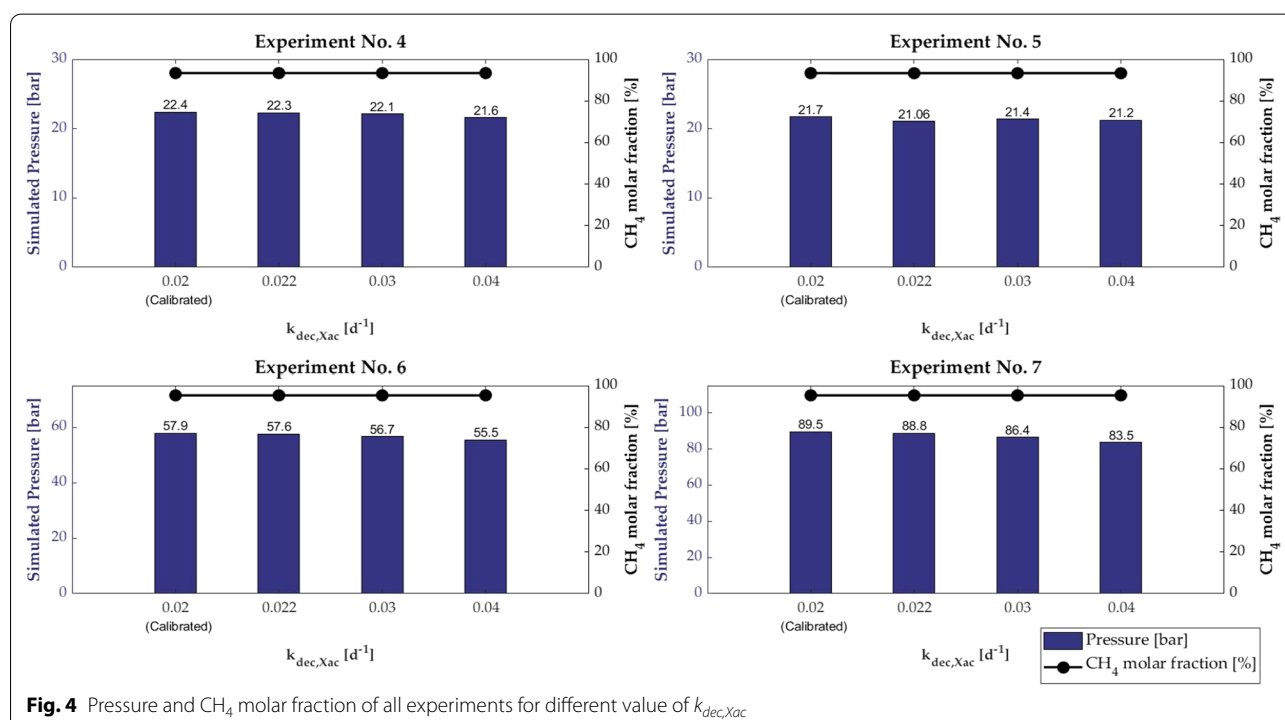 Experiment No. 4
30
20
10
0
Simulated Pressure [bar]
22.4 22.3 22.1 21.6
100
80
60
40
20
0
CH4 molar fraction [%]
0.02 0.022 0.03 0.04
(Calibrated)
kdec,Xac [d-1]
Experiment No. 5
30
20
10
0
Simulated Pressure [bar]
21.7 21.06 21.4 21.2
100
80
60
40
20
0
CH4 molar fraction [%]
0.02 0.022 0.03 0.04
(Calibrated)
kdec,Xac [d-1]
Experiment No. 6
60
40
20
0
Simulated Pressure [bar]
57.9 57.6 56.7 55.5
100
80
60
40
20
0
CH4 molar fraction [%]
0.02 0.022 0.03 0.04
(Calibrated)
kdec,Xac [d-1]
Experiment No. 7
100
80
60
40
20
0
Simulated Pressure [bar]
89.5 88.8 86.4 83.5
100
80
60
40
20
0
CH4 molar fraction [%]
0.02 0.022 0.03 0.04
(Calibrated)
kdec,Xac [d-1]
Pressure [bar]
CH4 molar fraction [%]
Fig. 4 Pressure and CH4 molar fraction of all experiments for different value of kdec,Xac